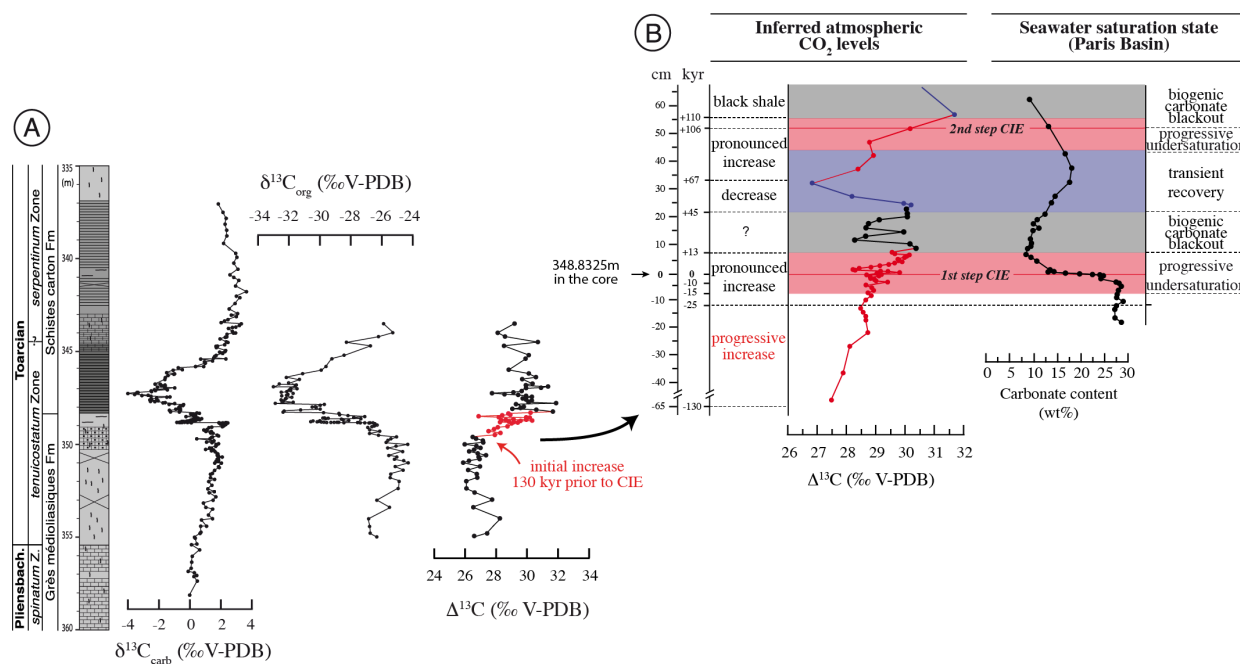 A
Toarcian
Pliensbach.
serpentinum Zone
?
tenuicostatum Zone
spinatum Z.
Schistes carton Fm
Grès médioliasiques Fm
335
(m)
340
345
350
355
360
δ¹³C_org (‰V-PDB)
-34 -32 -30 -28 -26 -24
-4 -2 0 2 4
δ¹³C_carb (‰V-PDB)
initial increase
130 kyr prior to CIE
24 26 28 30 32 34
Δ¹³C (‰ V-PDB)
B
Inferred atmospheric
CO₂ levels
Seawater saturation state
(Paris Basin)
cm kyr
60
50
40
30
20
10
0
-10
-20
-30
-40
-65
+110
+106
+67
+45
+13
0
-10
-15
-25
-130
348.8325m
in the core
black shale
pronounced
increase
decrease
?
pronounced
increase
progressive
increase
2nd step CIE
1st step CIE
26 27 28 29 30 31 32
Δ¹³C (‰ V-PDB)
0 5 10 15 20 25 30
Carbonate content
(wt%)
biogenic
carbonate
blackout
progressive
undersaturation
transient
recovery
biogenic
carbonate
blackout
progressive
undersaturation